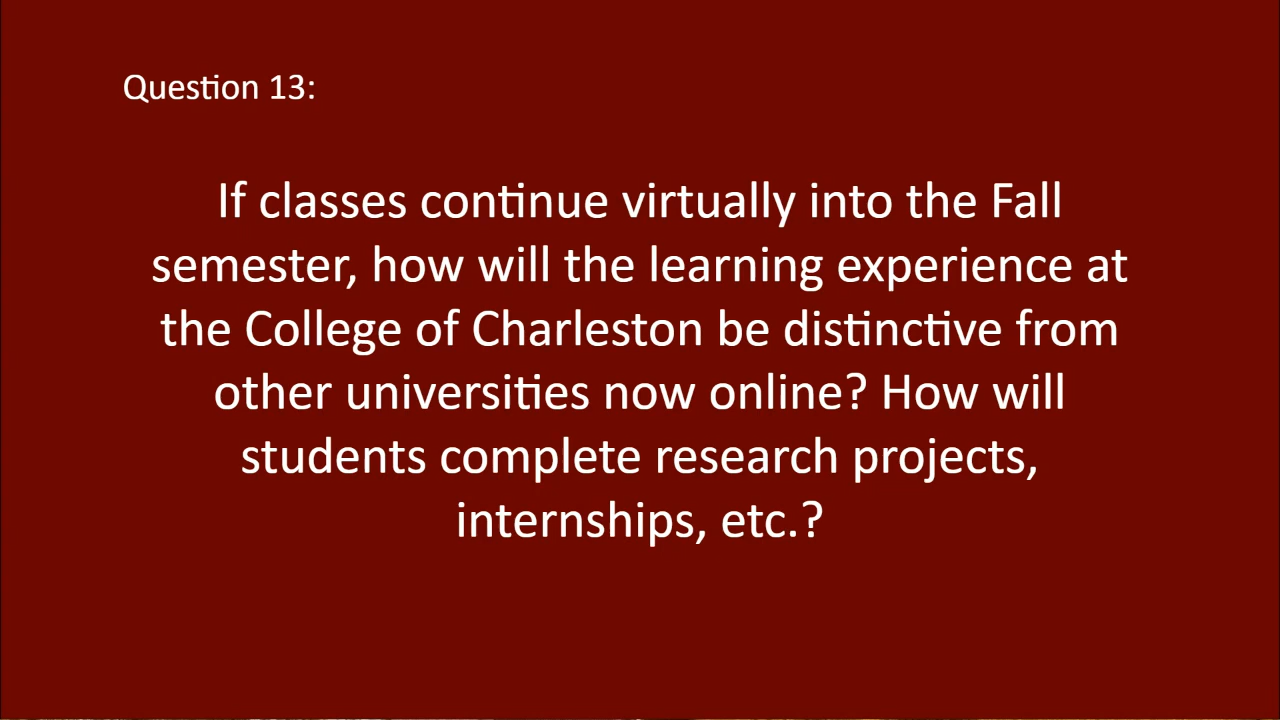 Question 13:
If classes continue virtually into the Fall
semester, how will the learning experience at
the College of Charleston be distinctive from
other universities now online? How will
students complete research projects,
internships, etc.?